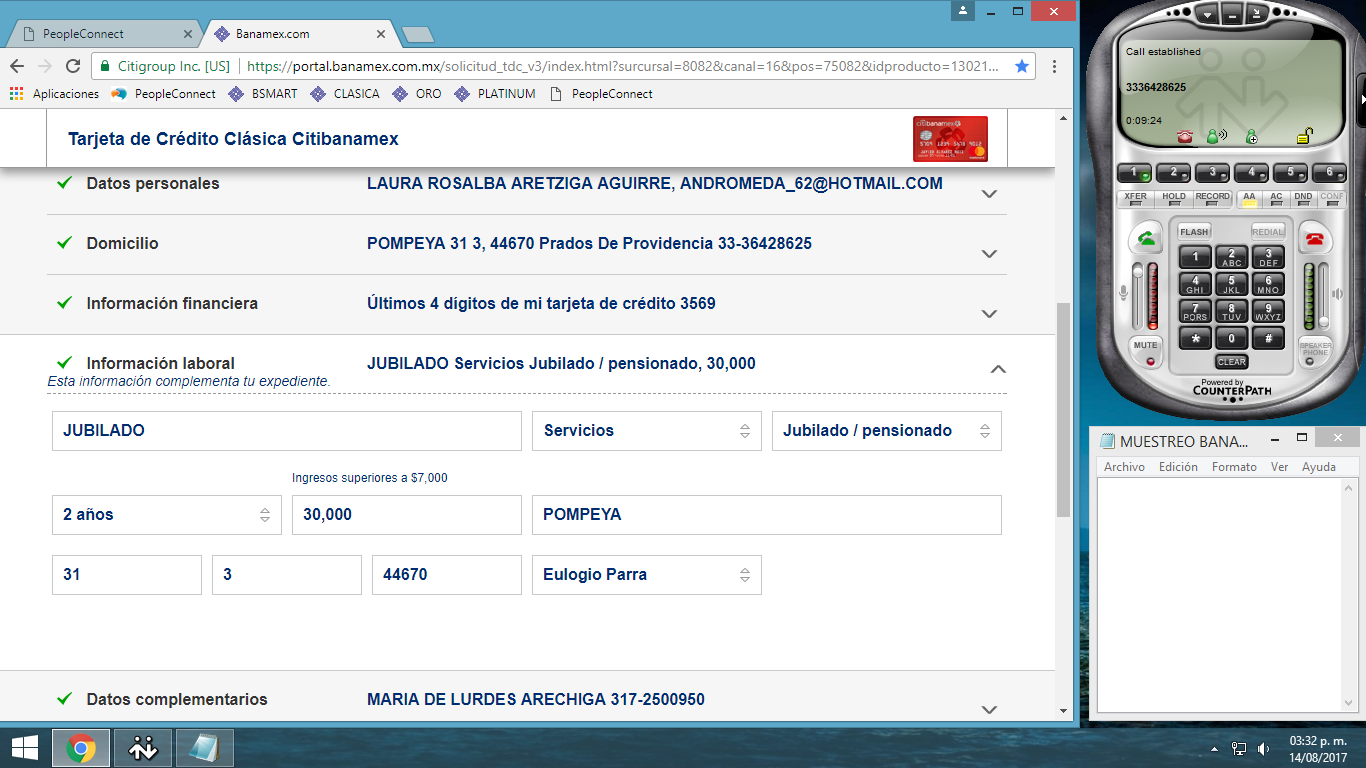 PeopleConnect
Banamex.com
Citigroup Inc. [US]
https://portal.banamex.com.mx/solicitud_tdc_v3/index.html?surcursal=8082&canal=16&pos=75082&idproducto=13021...
Aplicaciones PeopleConnect BSMART CLASICA ORO PLATINUM PeopleConnect
Tarjeta de Crédito Clásica Citibanamex
citibanamex
Datos personales LAURA ROSALBA ARETZIGA AGUIRRE, ANDROMEDA_62@HOTMAIL.COM
Domicilio POMPEYA 31 3, 44670 Prados De Providencia 33-36428625
Información financiera Últimos 4 dígitos de mi tarjeta de crédito 3569
Información laboral JUBILADO Servicios Jubilado / pensionado, 30,000
Esta información complementa tu expediente.
JUBILADO Servicios Jubilado / pensionado
Ingresos superiores a $7,000
2 años 30,000 POMPEYA
31 3 44670 Eulogio Parra
Datos complementarios MARIA DE LURDES ARECHIGA 317-2500950
Call established
3336428625
0:09:24
1 2 3 4 5 6
XFER HOLD RECORD AA AC DND CONF
FLASH REDIAL
1 2 ABC 3 DEF
4 GHI 5 JKL 6 MNO
7 PQRS 8 TUV 9 WXYZ
* 0 #
MUTE CLEAR SPEAKER PHONE
Powered by
COUNTERPATH
MUESTREO BANA...
Archivo Edición Formato Ver Ayuda
03:32 p. m.
14/08/2017